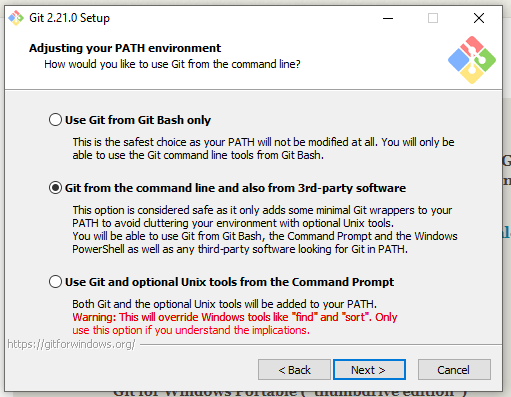 Git 2.21.0 Setup
Adjusting your PATH environment
How would you like to use Git from the command line?
Use Git from Git Bash only
This is the safest choice as your PATH will not be modified at all. You will only be
able to use the Git command line tools from Git Bash.
Git from the command line and also from 3rd-party software
This option is considered safe as it only adds some minimal Git wrappers to your
PATH to avoid cluttering your environment with optional Unix tools.
You will be able to use Git from Git Bash, the Command Prompt and the Windows
PowerShell as well as any third-party software looking for Git in PATH.
Use Git and optional Unix tools from the Command Prompt
Both Git and the optional Unix tools will be added to your PATH.
Warning: This will override Windows tools like "find" and "sort". Only
use this option if you understand the implications.
https://gitforwindows.org/
< Back
Next >
Cancel
Git for Windows Portable ("thumbdrive edition")